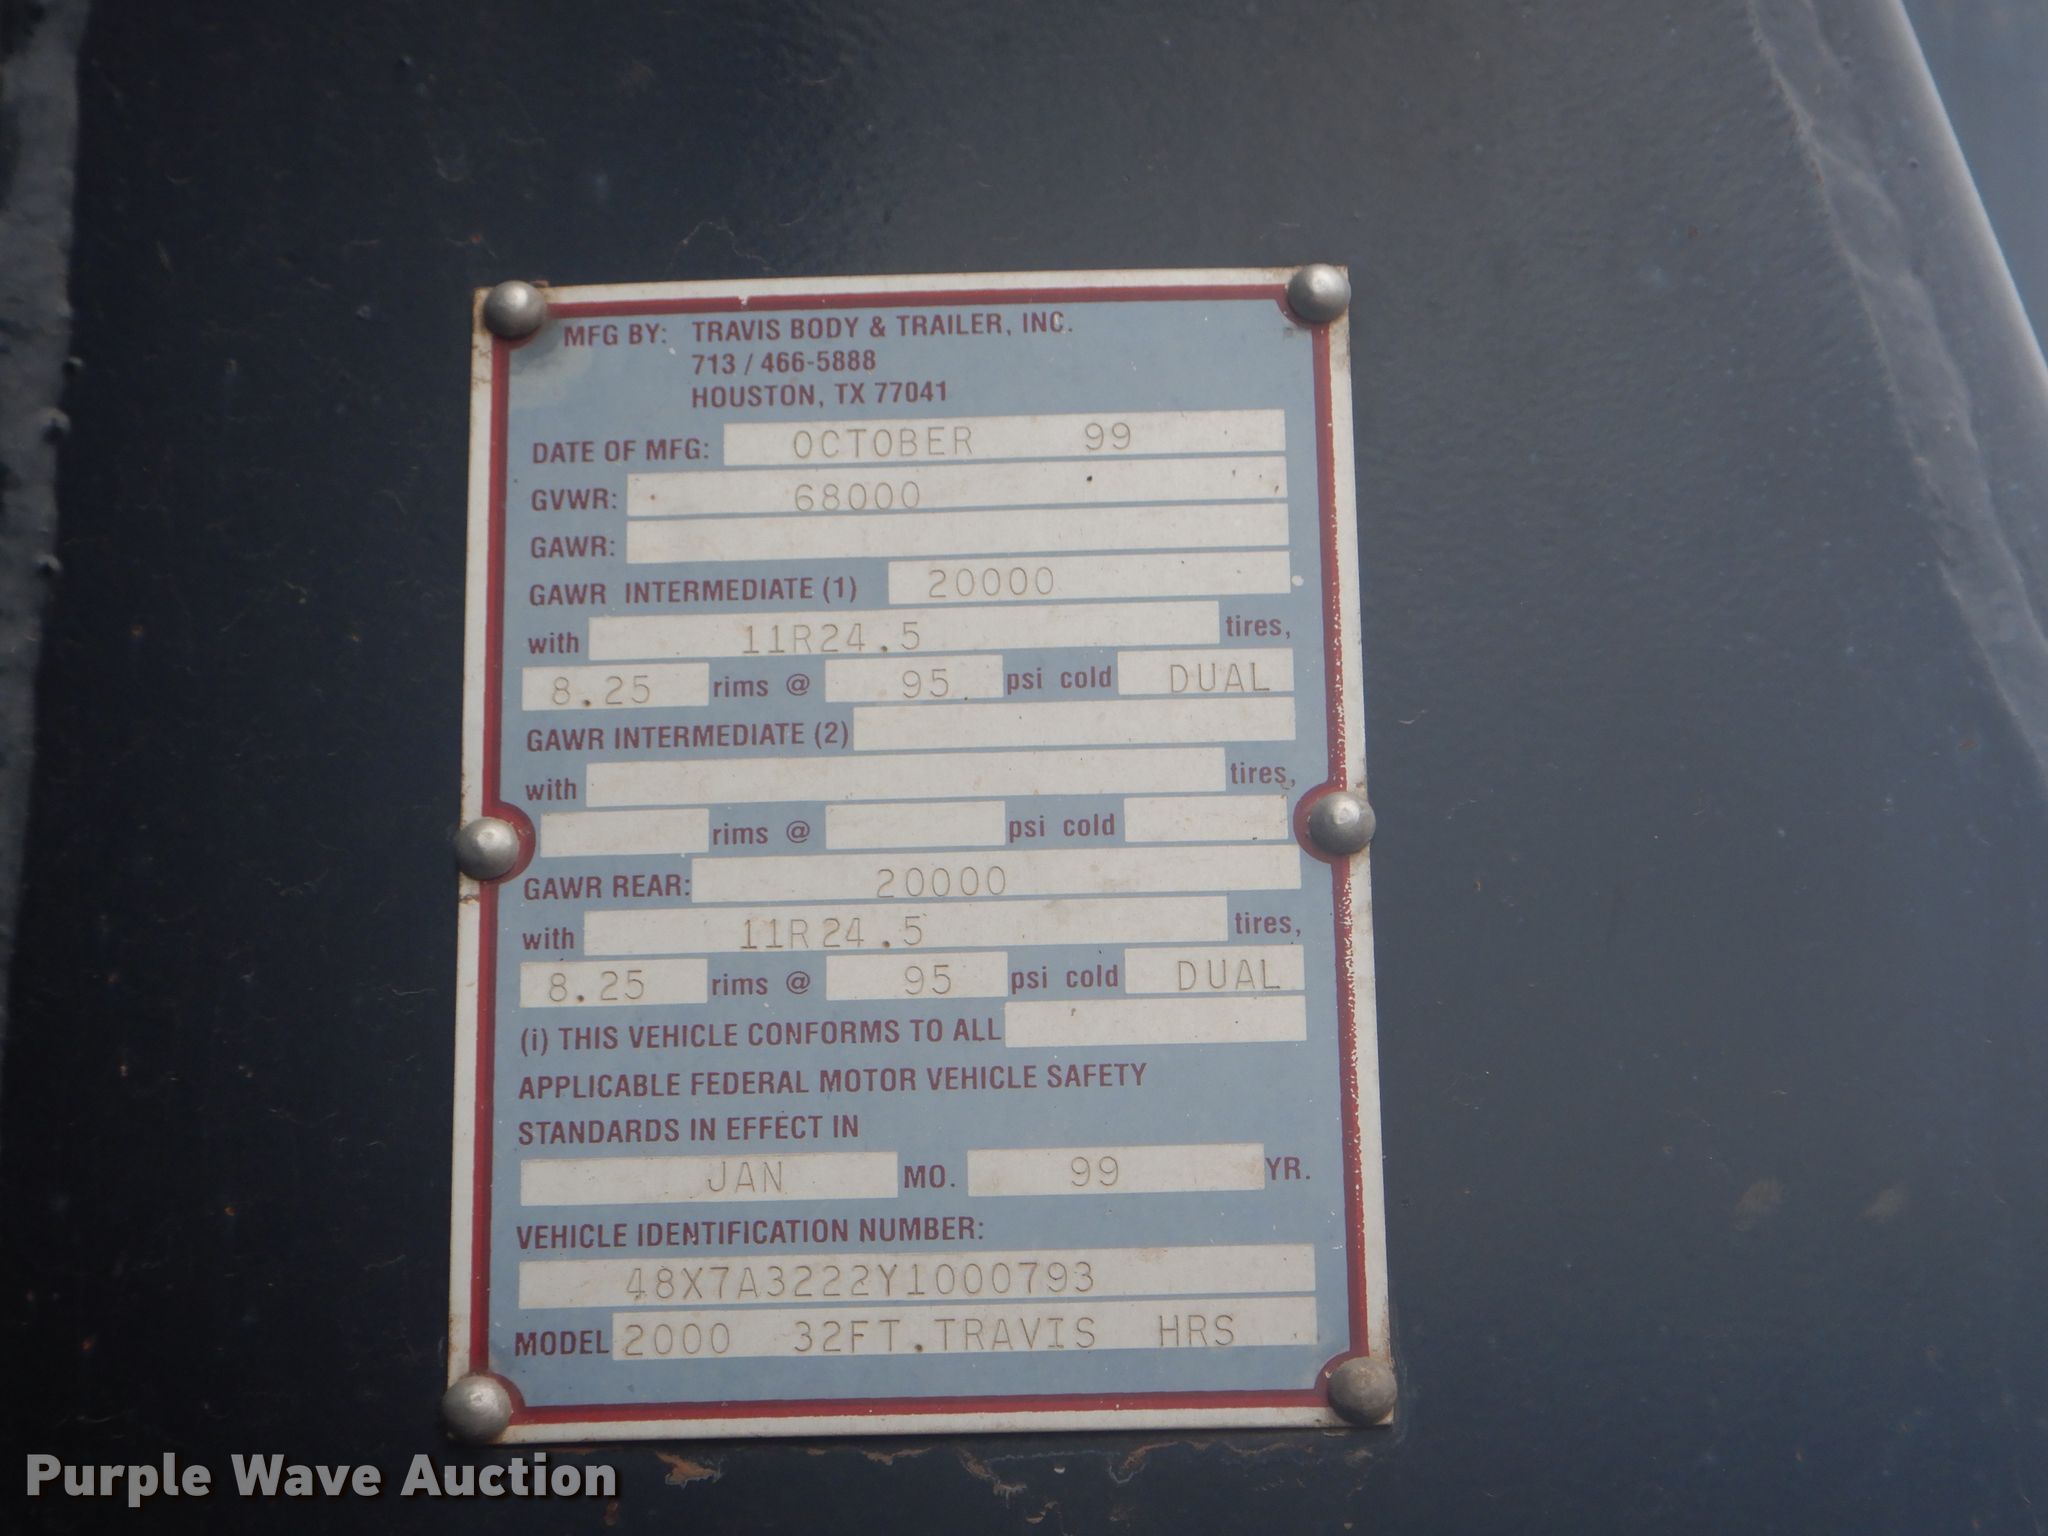 MFG BY: TRAVIS BODY & TRAILER, INC.
713 / 466-5888
HOUSTON, TX 77041
DATE OF MFG: OCTOBER 99
GVWR: 68000
GAWR:
GAWR INTERMEDIATE (1) 20000
with 11R24.5 tires,
8.25 rims @ 95 psi cold DUAL
GAWR INTERMEDIATE (2)
with tires,
rims @ psi cold
GAWR REAR: 20000
with 11R24.5 tires,
8.25 rims @ 95 psi cold DUAL
(i) THIS VEHICLE CONFORMS TO ALL
APPLICABLE FEDERAL MOTOR VEHICLE SAFETY
STANDARDS IN EFFECT IN
JAN MO. 99 YR.
VEHICLE IDENTIFICATION NUMBER:
48X7A3222Y1000793
MODEL 2000 32FT.TRAVIS HRS
Purple Wave Auction